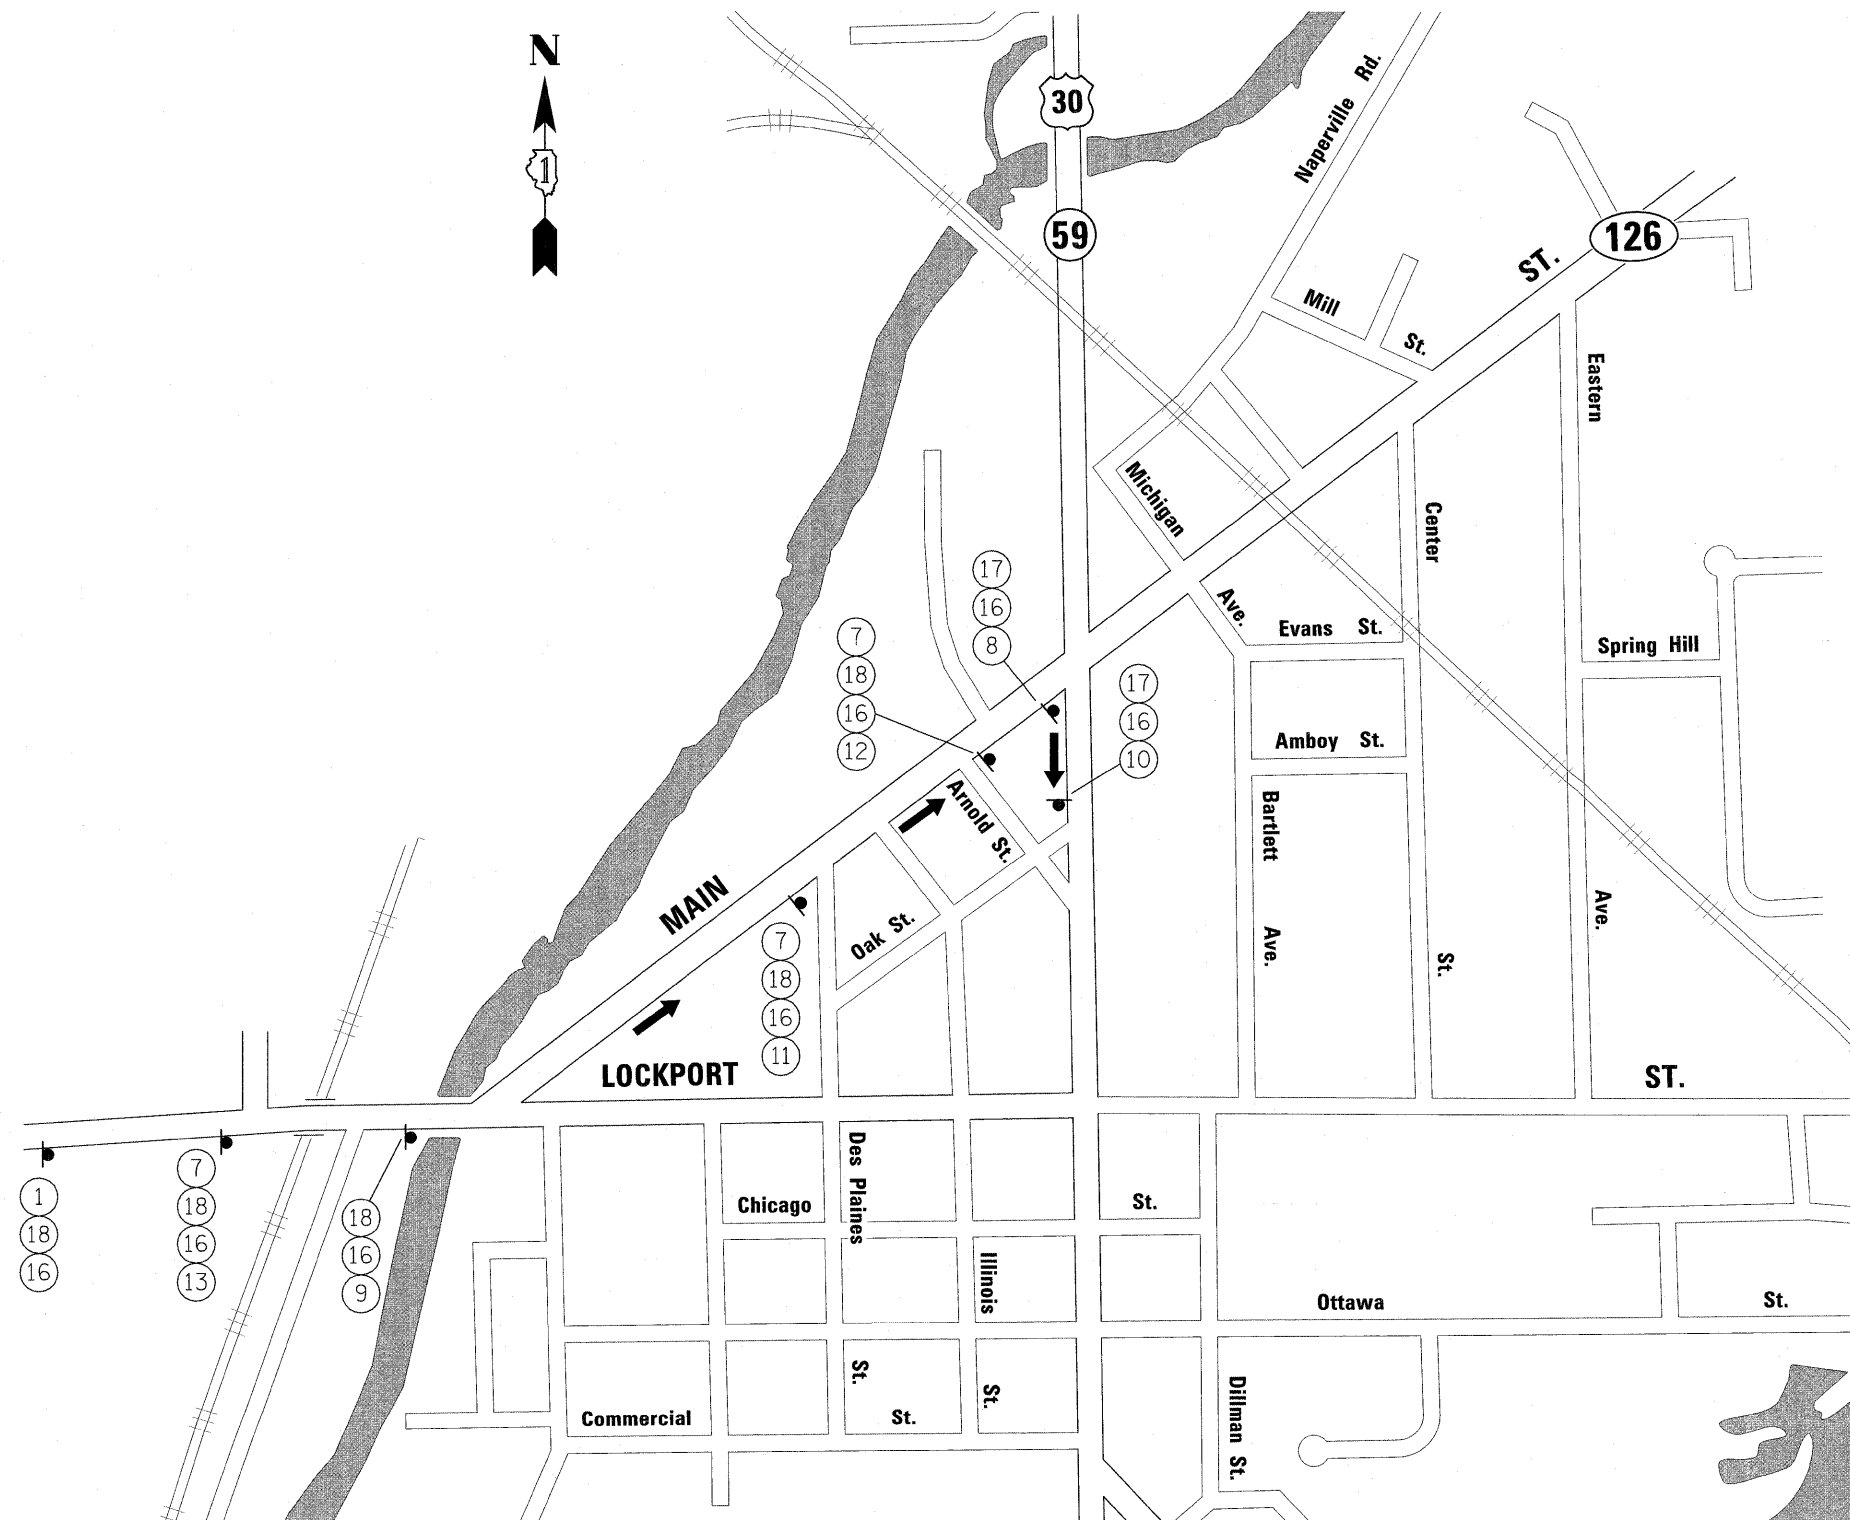 N
1
30
59
Naperville Rd.
126
ST.
Mill
St.
Eastern
Michigan
Center
17
16
8
Ave.
Evans St.
Spring Hill
7
18
16
12
17
16
10
Amboy St.
Arnold St.
Bartlett
Ave.
MAIN
Oak St.
Ave.
St.
7
18
16
11
LOCKPORT
ST.
1
18
16
7
18
16
13
18
16
9
Des Plaines
Chicago
St.
Illinois
Ottawa
St.
St.
St.
Commercial
St.
Dillman St.